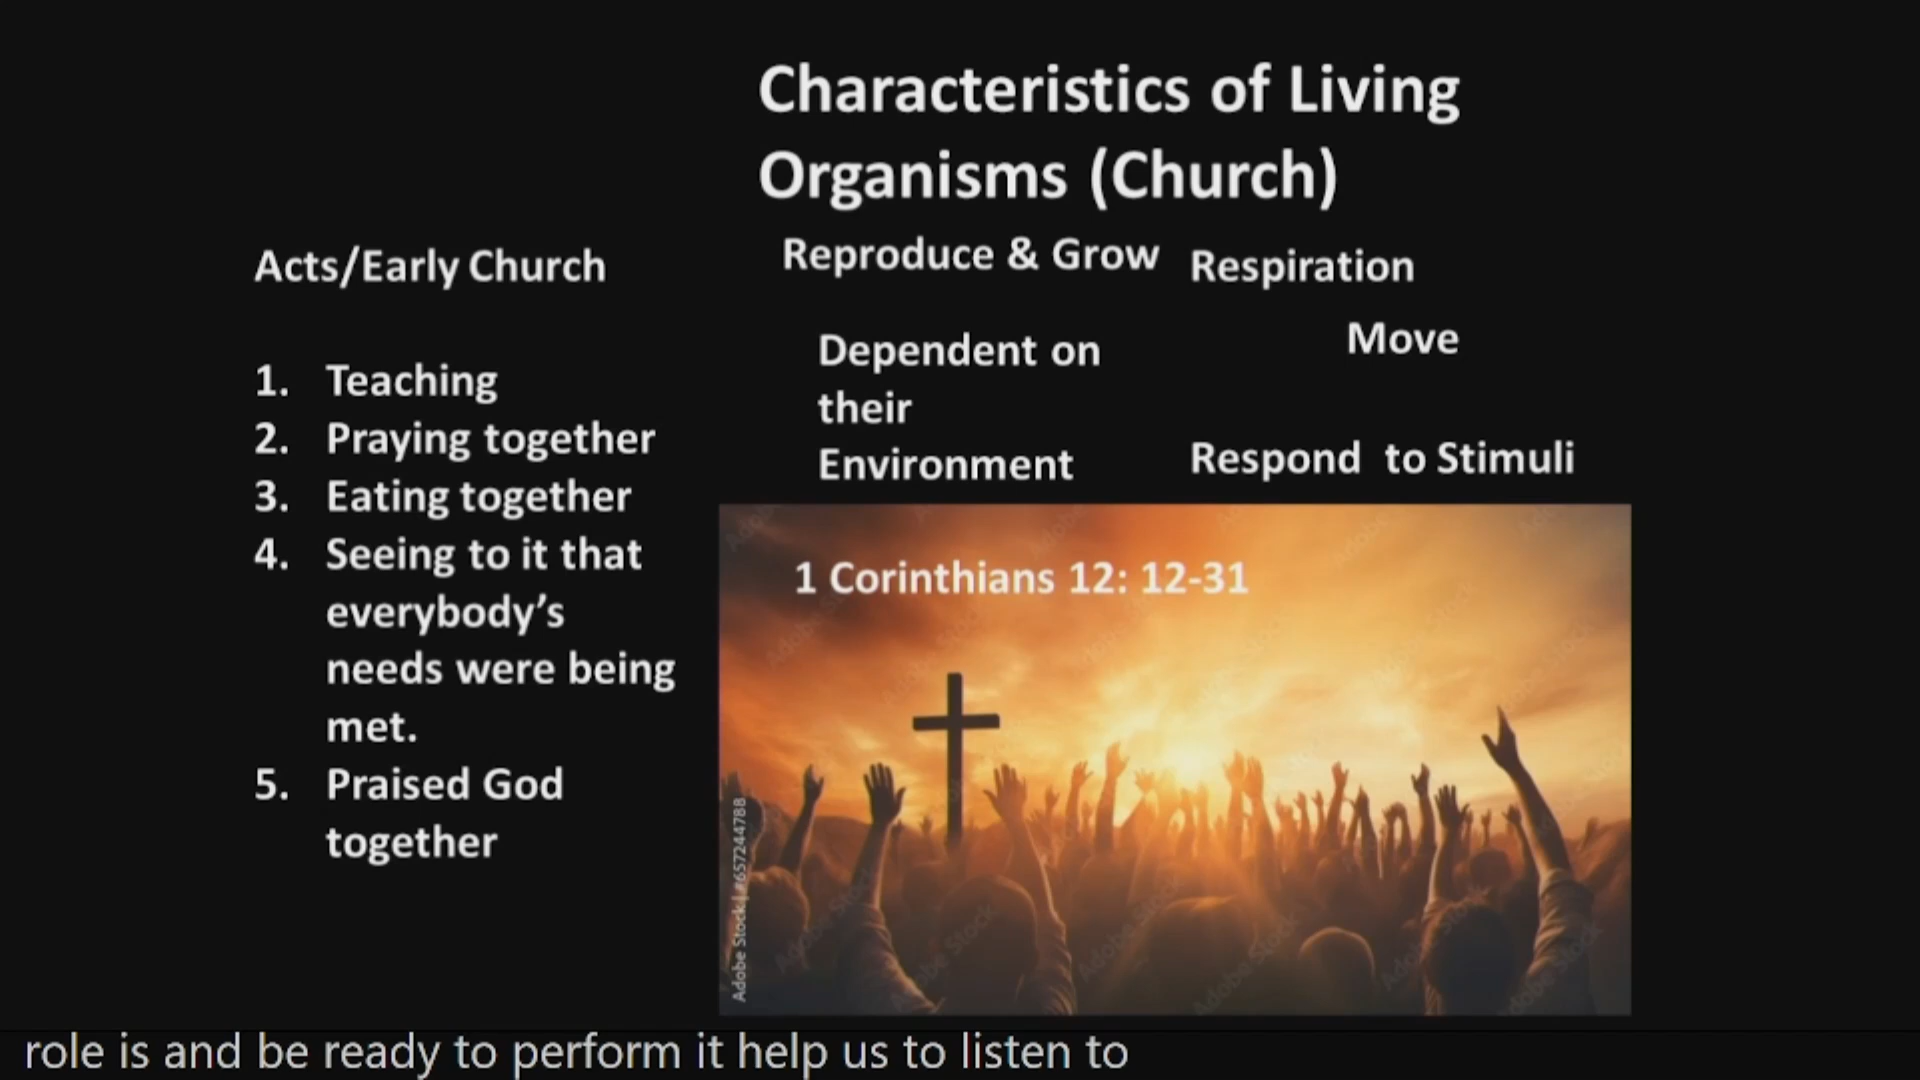 Characteristics of Living
Organisms (Church)
Acts/Early Church
1. Teaching
2. Praying together
3. Eating together
4. Seeing to it that
everybody's
needs were being
met.
5. Praised God
together
Reproduce & Grow
Respiration
Move
Dependent on
their
Environment
Respond to Stimuli
1 Corinthians 12: 12-31
Adobe Stock | #657244788
role is and be ready to perform it help us to listen to